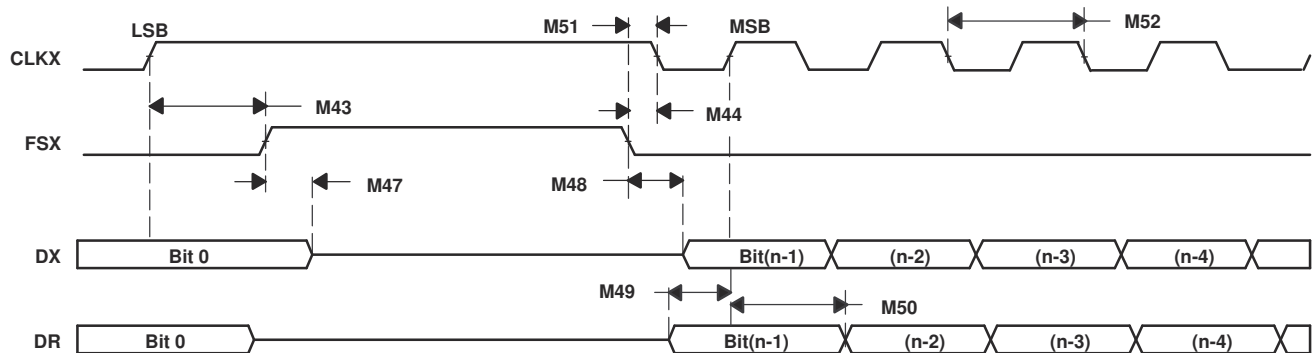 LSB
M51
MSB
M52
CLKX
M43
M44
FSX
M47
M48
DX
Bit 0
Bit(n-1)
(n-2)
(n-3)
(n-4)
M49
M50
DR
Bit 0
Bit(n-1)
(n-2)
(n-3)
(n-4)